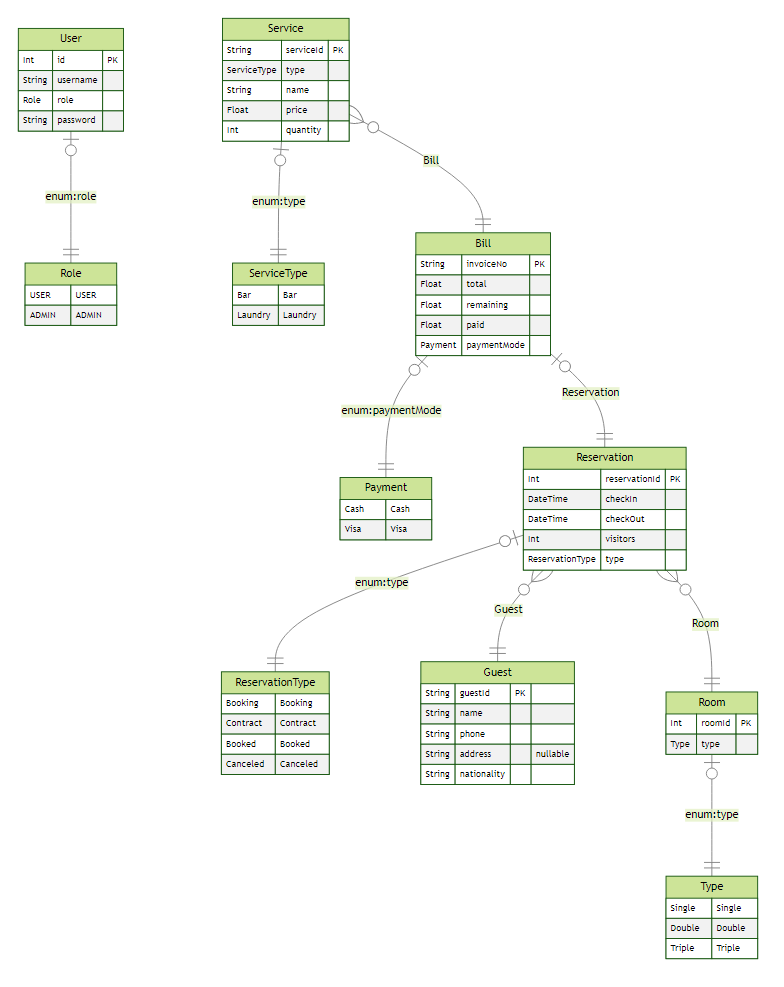 User
Int id PK
String username
Role role
String password
enum:role
Role
USER USER
ADMIN ADMIN
Service
String serviceId PK
ServiceType type
String name
Float price
Int quantity
enum:type
ServiceType
Bar Bar
Laundry Laundry
Bill
Bill
String invoiceNo PK
Float total
Float remaining
Float paid
Payment paymentMode
enum:paymentMode
Payment
Cash Cash
Visa Visa
Reservation
Reservation
Int reservationId PK
DateTime checkIn
DateTime checkOut
Int visitors
ReservationType type
enum:type
ReservationType
Booking Booking
Contract Contract
Booked Booked
Canceled Canceled
Guest
Guest
String guestId PK
String name
String phone
String address nullable
String nationality
Room
Room
Int roomId PK
Type type
enum:type
Type
Single Single
Double Double
Triple Triple